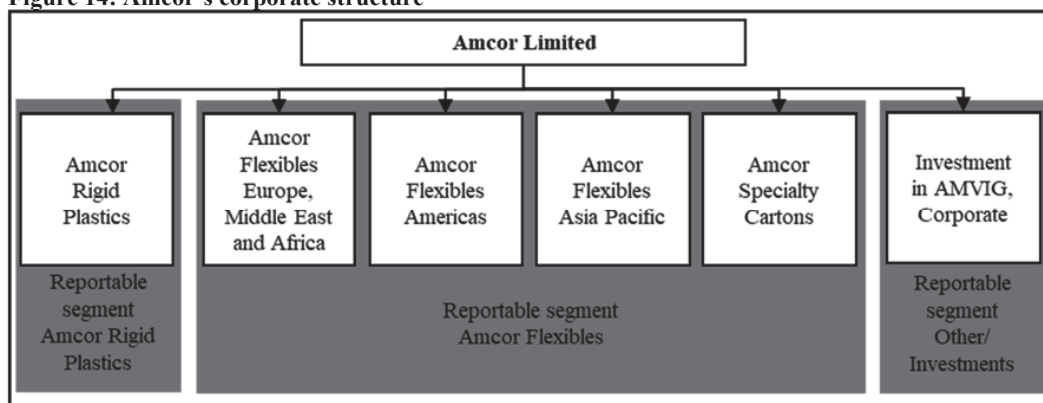 Figure 14: Amcor's corporate structure
Amcor Limited
Amcor
Rigid
Plastics
Amcor
Flexibles
Europe,
Middle East
and Africa
Amcor
Flexibles
Americas
Amcor
Flexibles
Asia Pacific
Amcor
Specialty
Cartons
Investment
in AMVIG,
Corporate
Reportable
segment
Amcor Rigid
Plastics
Reportable segment
Amcor Flexibles
Reportable
segment
Other/
Investments